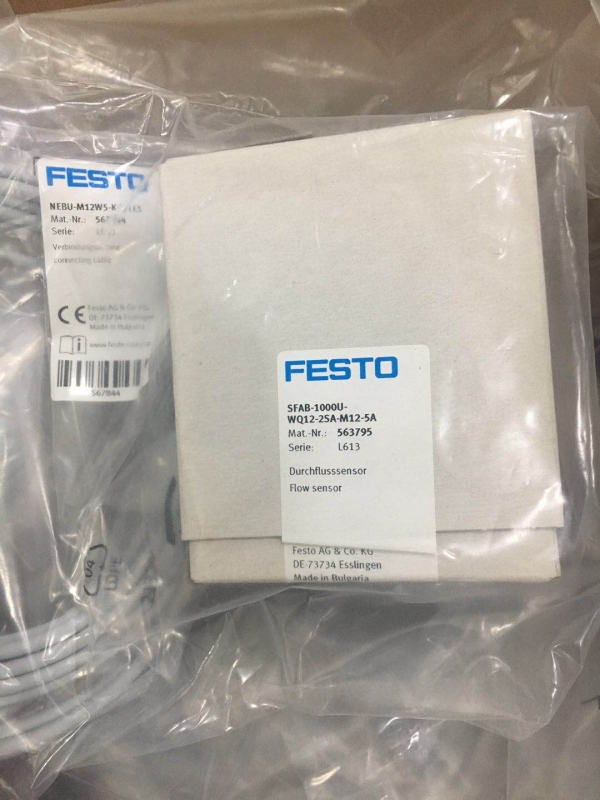 FESTO
NEBU-M12W5-K
Mat.-Nr.:
Serie:
connecting cable
CE Festo AG & Co. KG
DE-73734 Esslingen
Made in Bulgaria
567844
FESTO
SFAB-1000U-
WQ12-2SA-M12-5A
Mat.-Nr.: 563795
Serie: L613
Durchflusssensor
Flow sensor
Festo AG & Co. KG
DE-73734 Esslingen
Made in Bulgaria